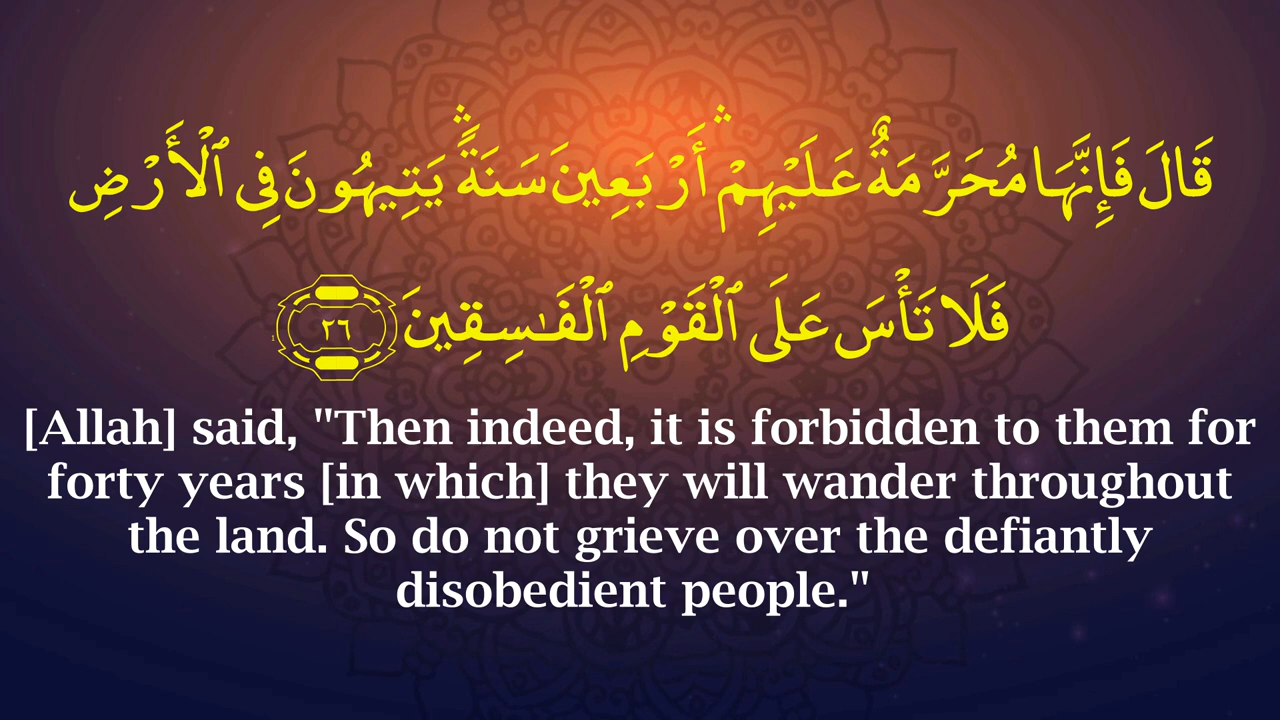 قَالَ فَإِنَّهَا مُحَرَّمَةٌ عَلَيْهِمْ ۛ أَرْبَعِينَ سَنَةً ۛ يَتِيهُونَ فِى ٱلْأَرْضِ
فَلَا تَأْسَ عَلَى ٱلْقَوْمِ ٱلْفَـٰسِقِينَ ٢٦
[Allah] said, "Then indeed, it is forbidden to them for
forty years [in which] they will wander throughout
the land. So do not grieve over the defiantly
disobedient people."